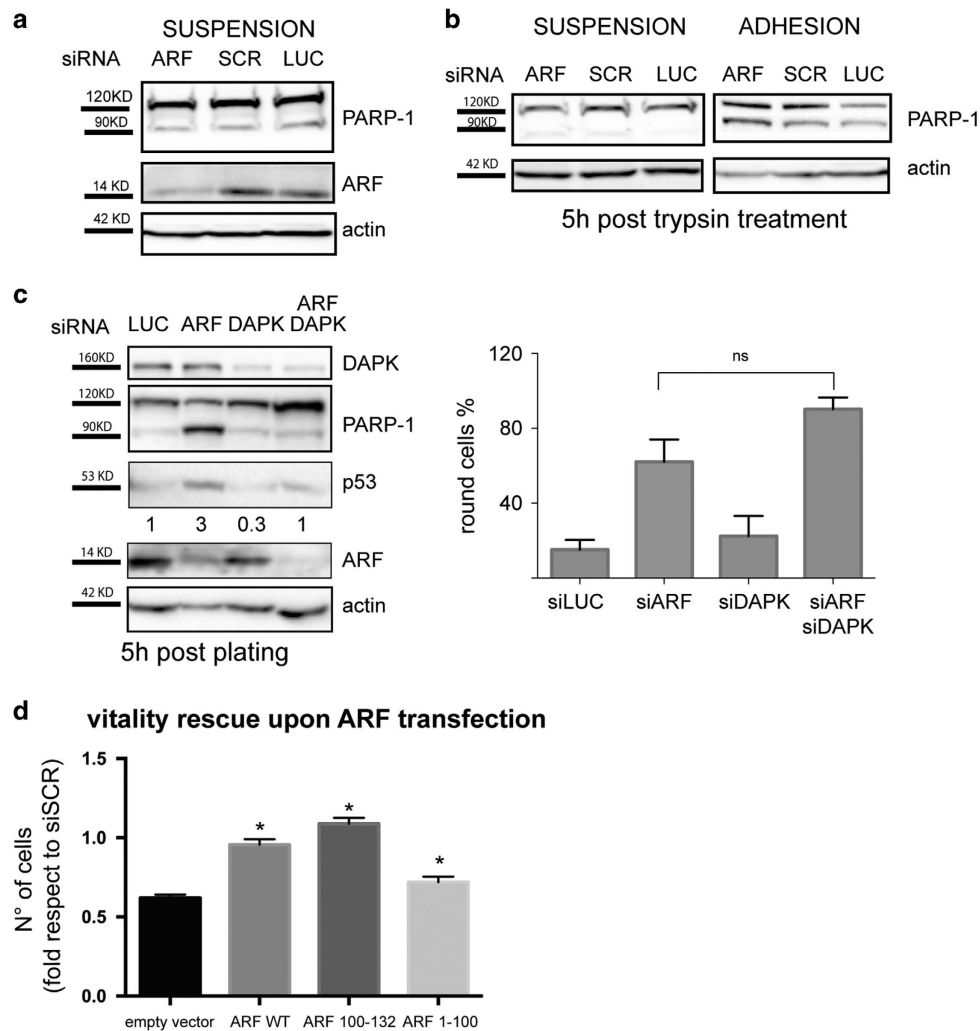 a
SUSPENSION
siRNA ARF SCR LUC
120KD
90KD
PARP-1
14 KD
ARF
42 KD
actin
b
SUSPENSION ADHESION
siRNA ARF SCR LUC ARF SCR LUC
120KD
90KD
PARP-1
42 KD
actin
5h post trypsin treatment
c
siRNA LUC ARF DAPK ARF DAPK
160KD
DAPK
120KD
90KD
PARP-1
53 KD
p53
1 3 0.3 1
14 KD
ARF
42 KD
actin
5h post plating
round cells %
120
80
40
ns
siLUC siARF siDAPK siARF
siDAPK
d vitality rescue upon ARF transfection
N° of cells
(fold respect to siSCR)
1.5
1.0
0.5
0.0
* * *
empty vector ARF WT ARF 100-132 ARF 1-100